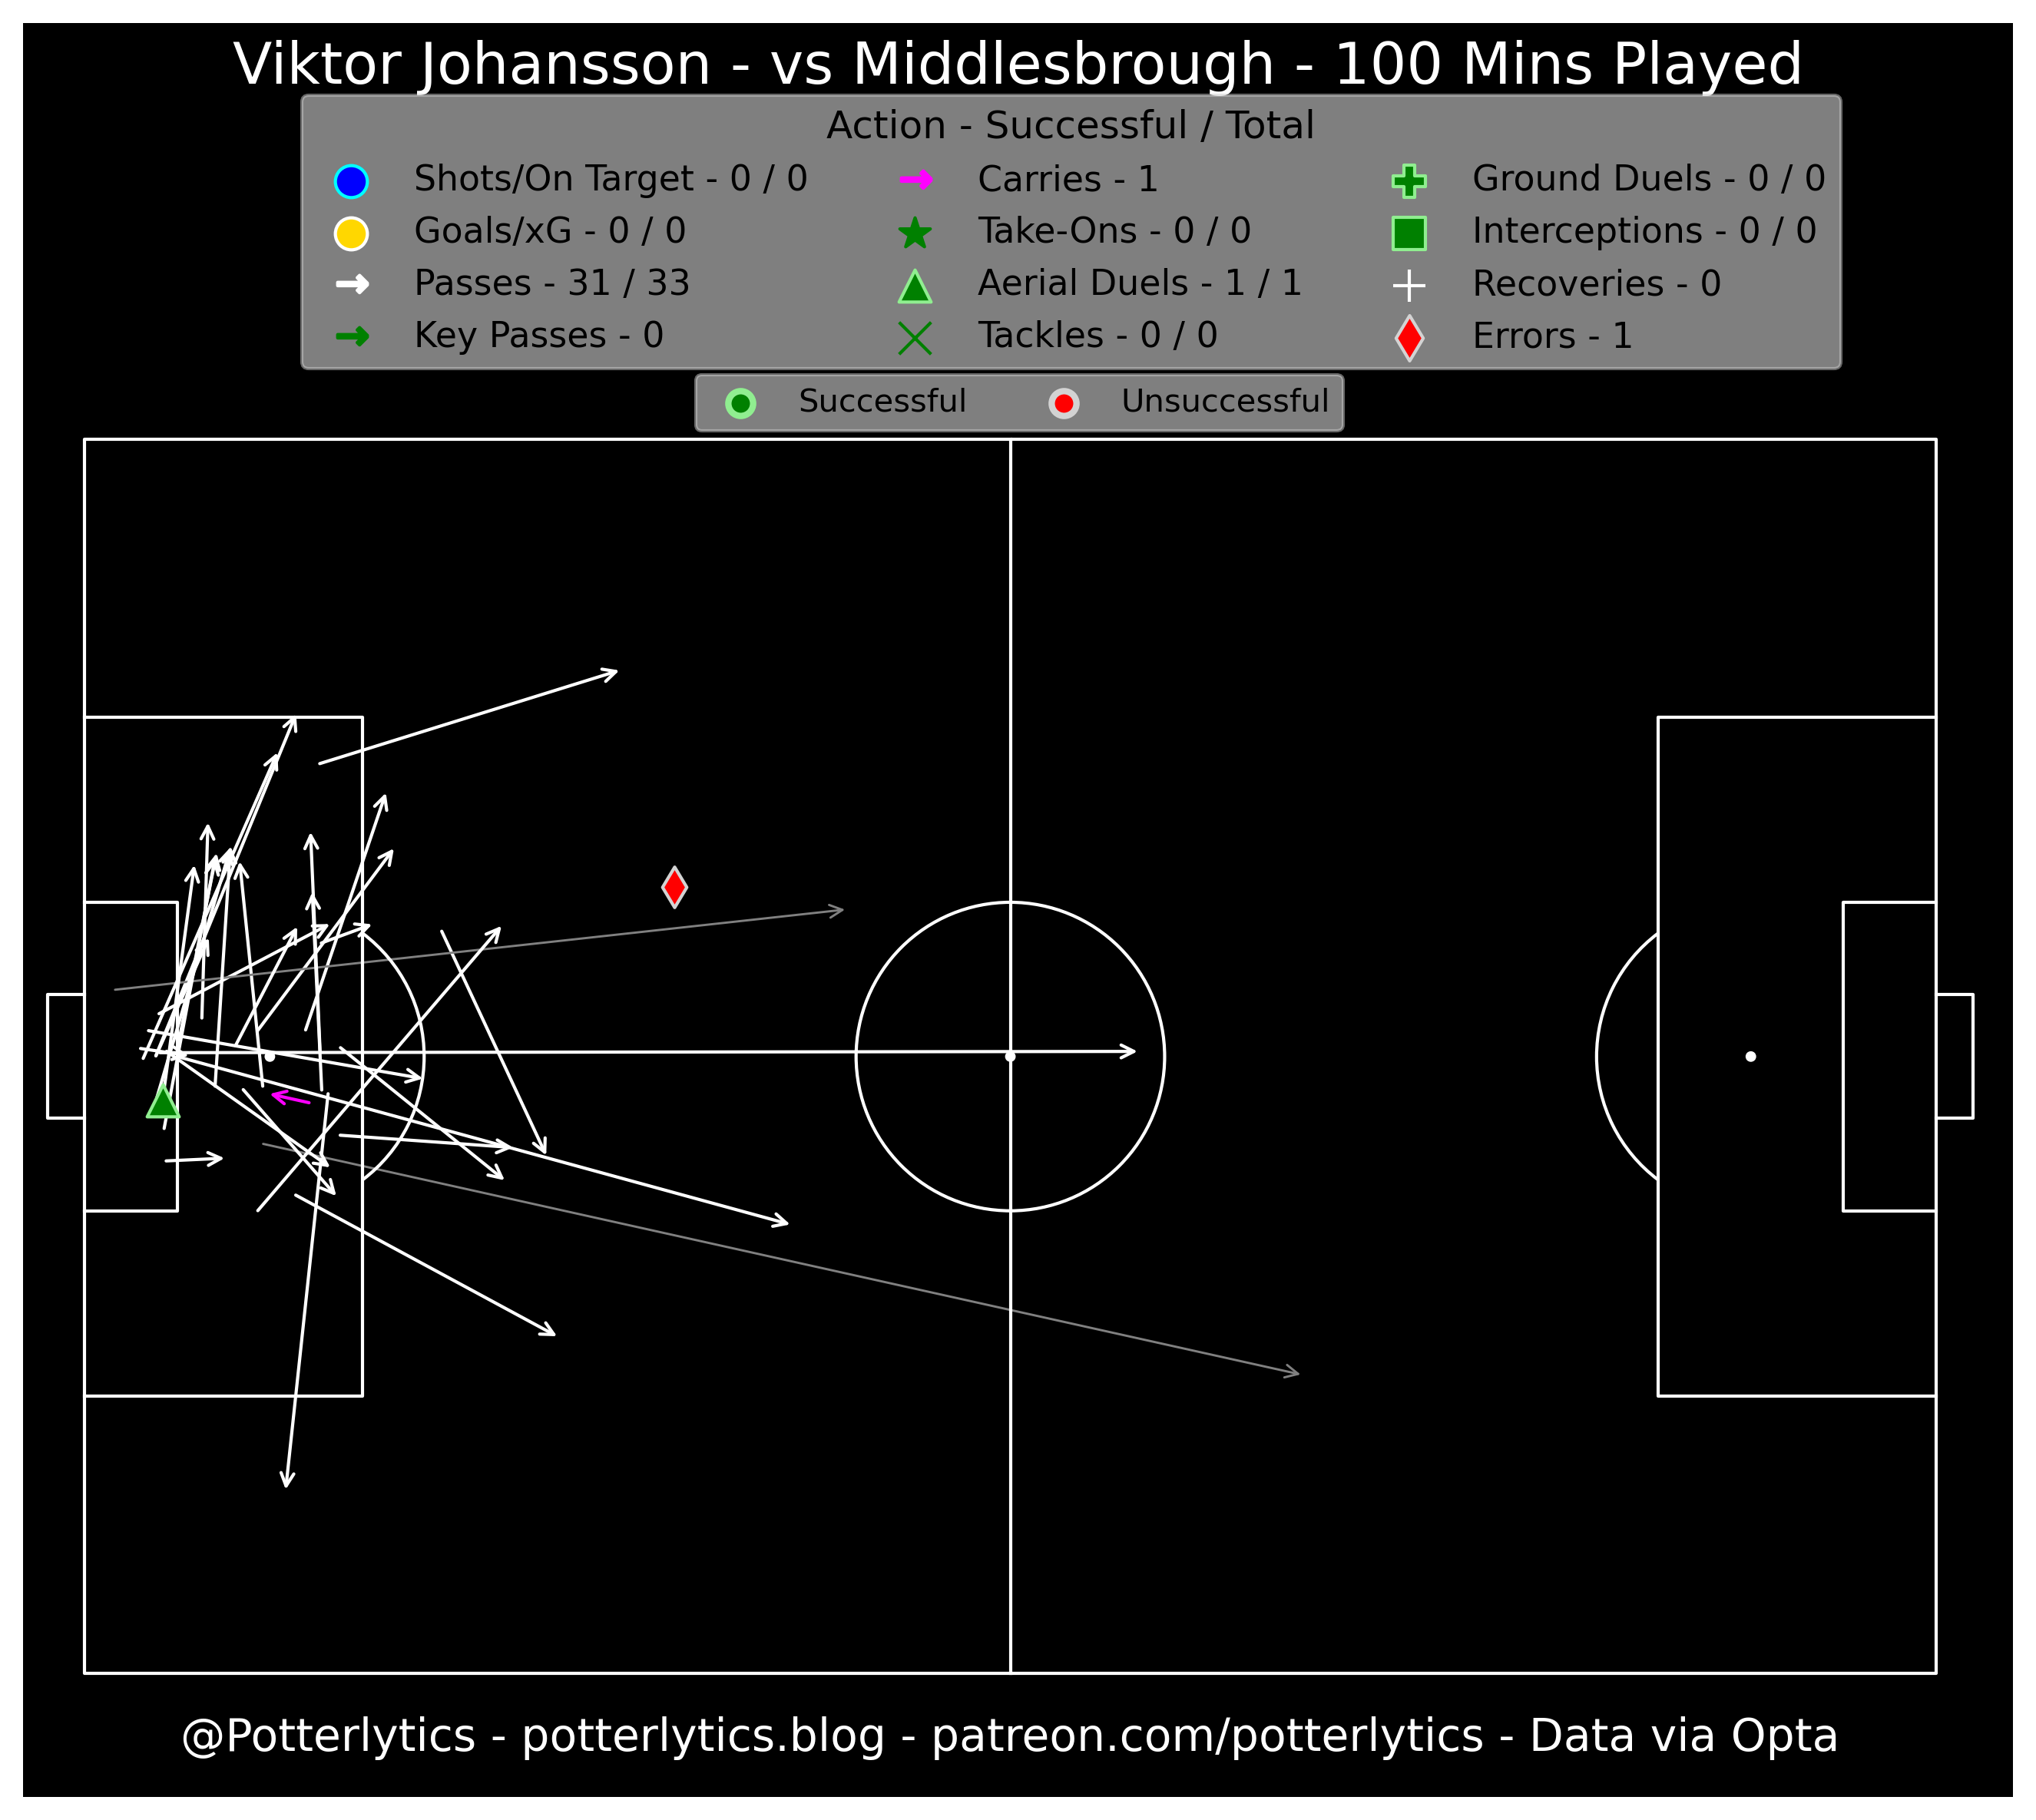 Viktor Johansson - vs Middlesbrough - 100 Mins Played
Action - Successful / Total
Shots/On Target - 0 / 0
Goals/xG - 0 / 0
Passes - 31 / 33
Key Passes - 0
Carries - 1
Take-Ons - 0 / 0
Aerial Duels - 1 / 1
Tackles - 0 / 0
Ground Duels - 0 / 0
Interceptions - 0 / 0
Recoveries - 0
Errors - 1
Successful
Unsuccessful
@Potterlytics - potterlytics.blog - patreon.com/potterlytics - Data via Opta